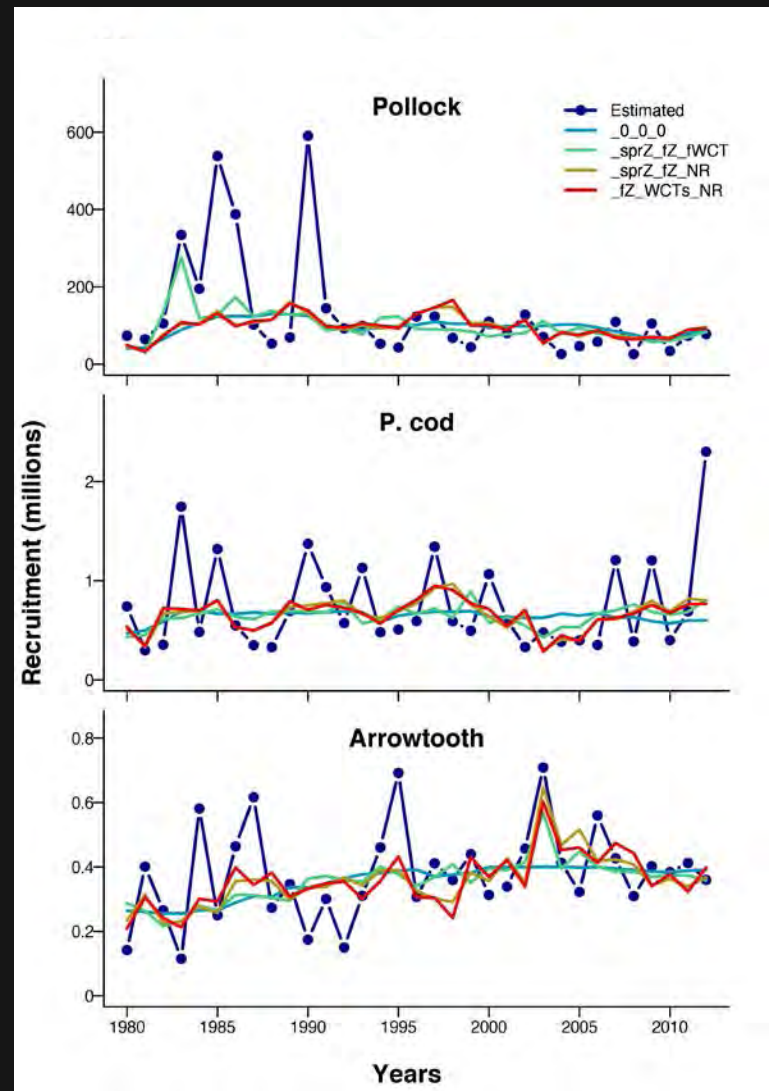 Pollock
Estimated
_0_0_0
_sprZ_fZ_fWCT
_sprZ_fZ_NR
_fZ_WCTs_NR
600
400
200
0
P. cod
2
1
0
Recruitment (millions)
Arrowtooth
0.8
0.6
0.4
0.2
0
1980 1985 1990 1995 2000 2005 2010
Years